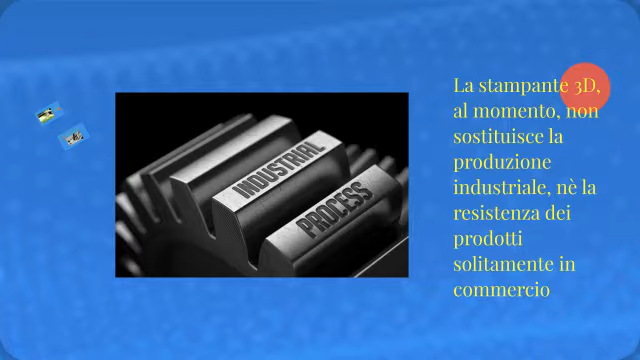 INDUSTRIAL
PROCESS
La stampante 3D,
al momento, non
sostituisce la
produzione
industriale, nè la
resistenza dei
prodotti
solitamente in
commercio